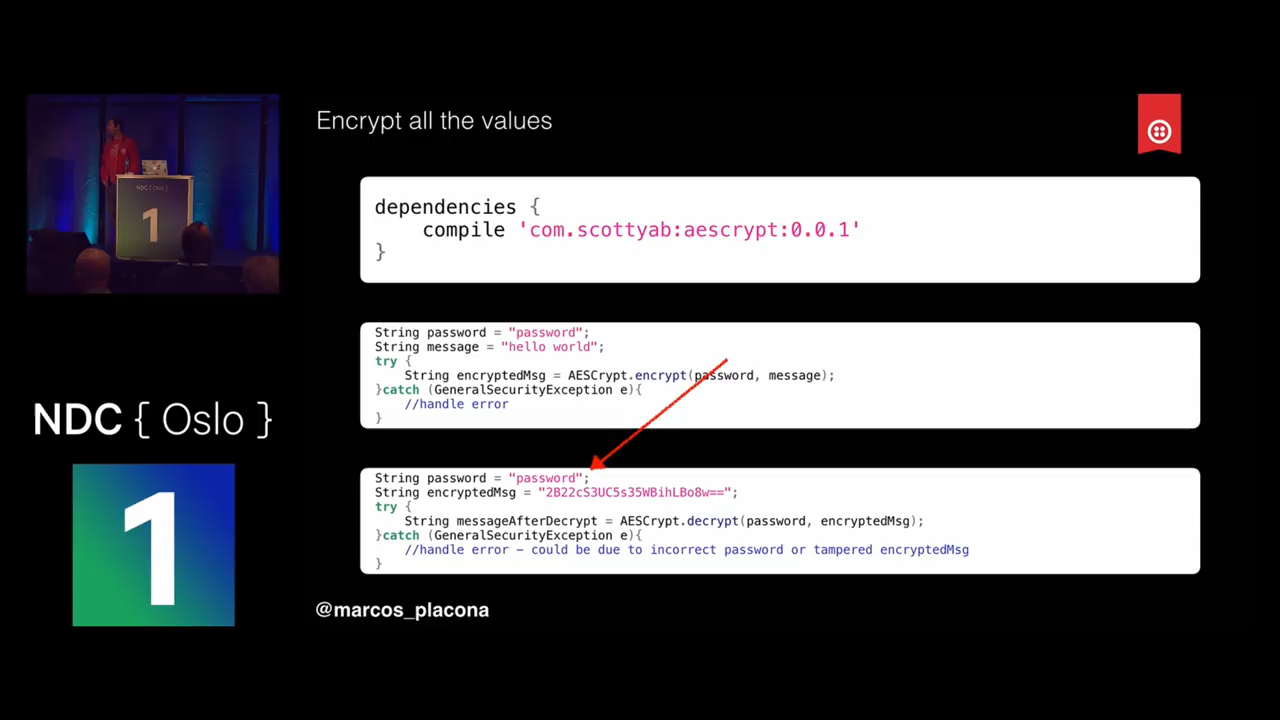 Encrypt all the values
dependencies {
    compile 'com.scottyab:aescrypt:0.0.1'
}
String password = "password";
String message = "hello world";
try {
    String encryptedMsg = AESCrypt.encrypt(password, message);
}catch (GeneralSecurityException e){
    //handle error
}
String password = "password";
String encryptedMsg = "2B22cS3UC5s35WBihLBo8w==";
try {
    String messageAfterDecrypt = AESCrypt.decrypt(password, encryptedMsg);
}catch (GeneralSecurityException e){
    //handle error – could be due to incorrect password or tampered encryptedMsg
}
@marcos_placona
NDC { Oslo }
1
NDC { Oslo }
1